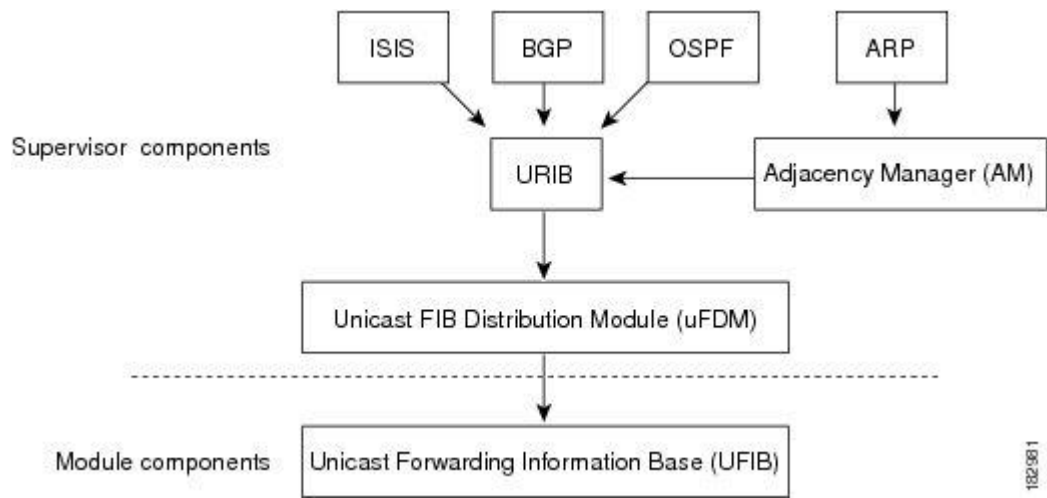 ISIS
BGP
OSPF
ARP
Supervisor components
URIB
Adjacency Manager (AM)
Unicast FIB Distribution Module (uFDM)
Module components
Unicast Forwarding Information Base (UFIB)
182981